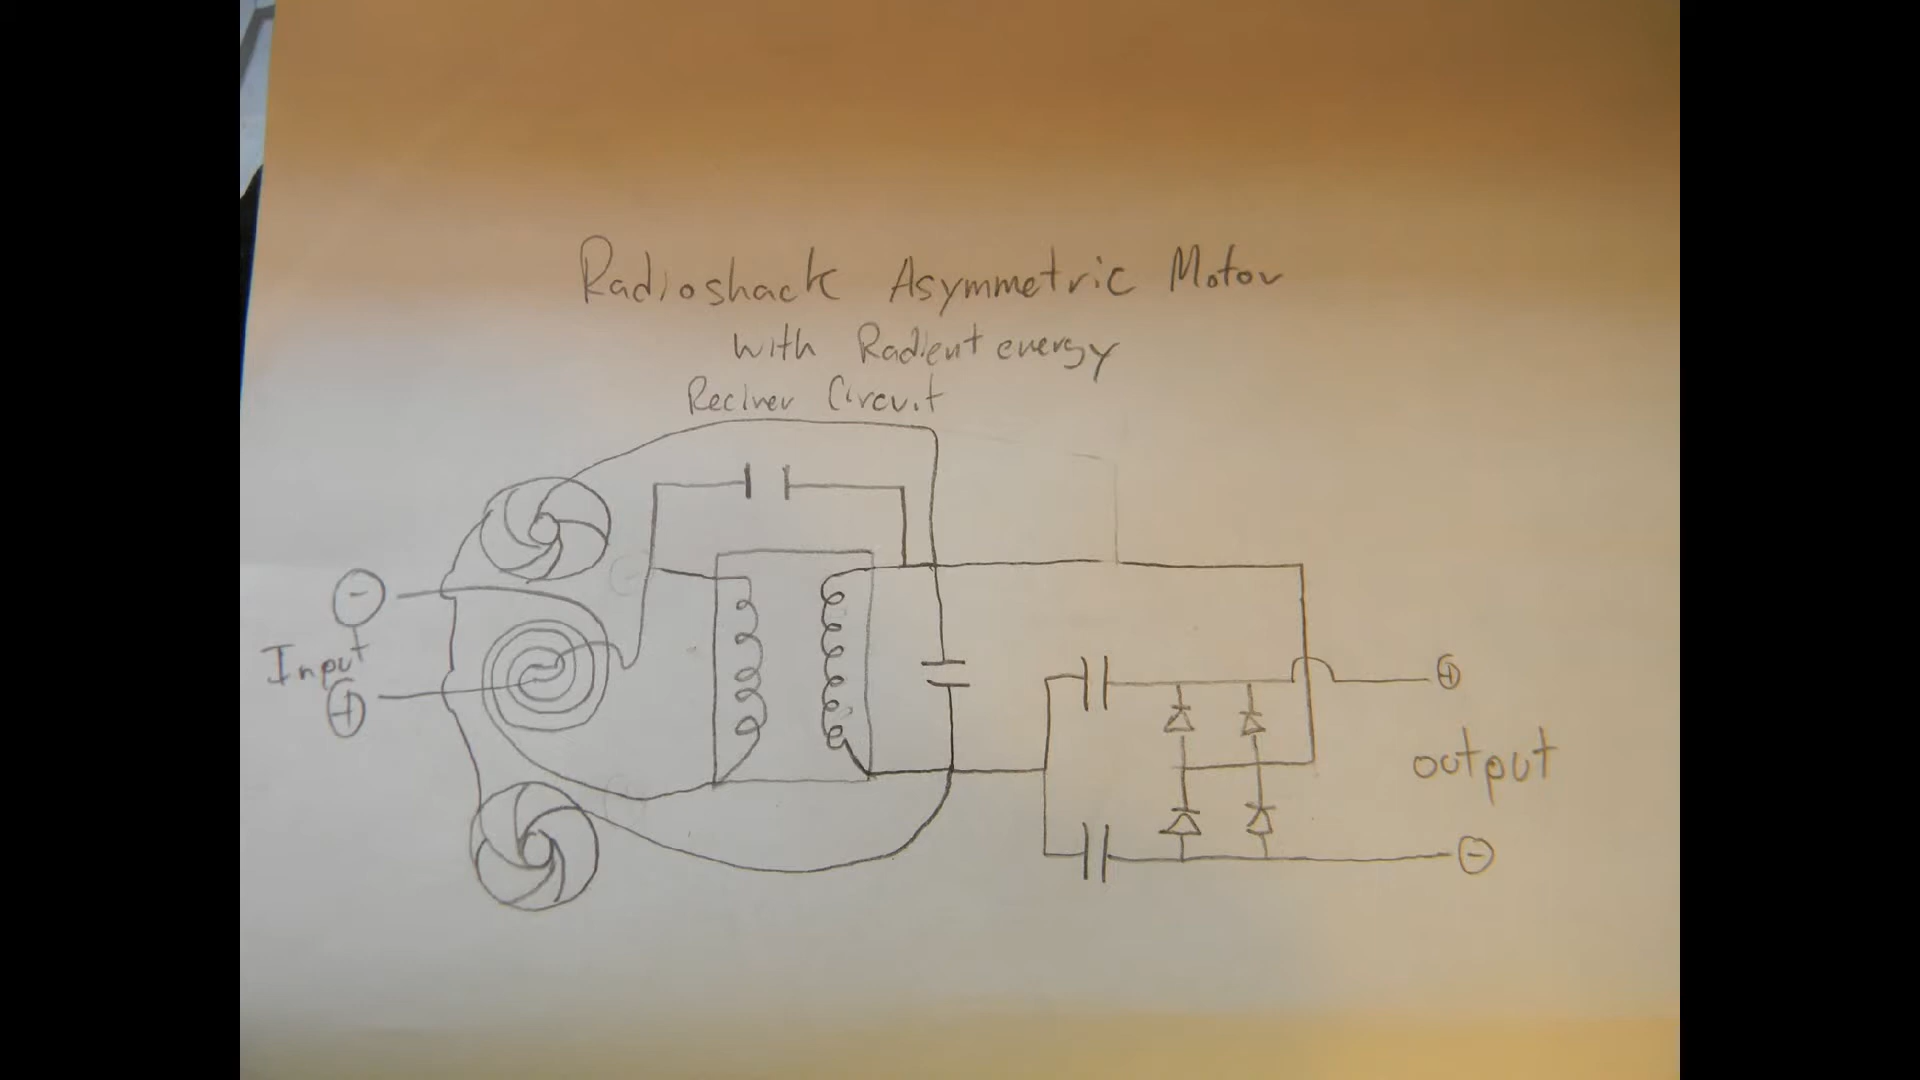 Radioshack Asymmetric Motor
with Radient energy
Reciver Circuit
-
Input
+
+
output
-